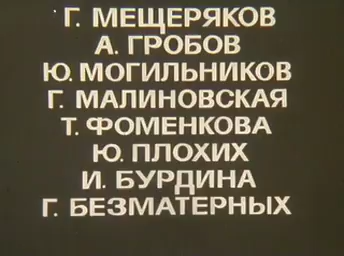 Г. МЕЩЕРЯКОВ
А. ГРОБОВ
Ю. МОГИЛЬНИКОВ
Г. МАЛИНОВСКАЯ
Т. ФОМЕНКОВА
Ю. ПЛОХИХ
И. БУРДИНА
Г. БЕЗМАТЕРНЫХ